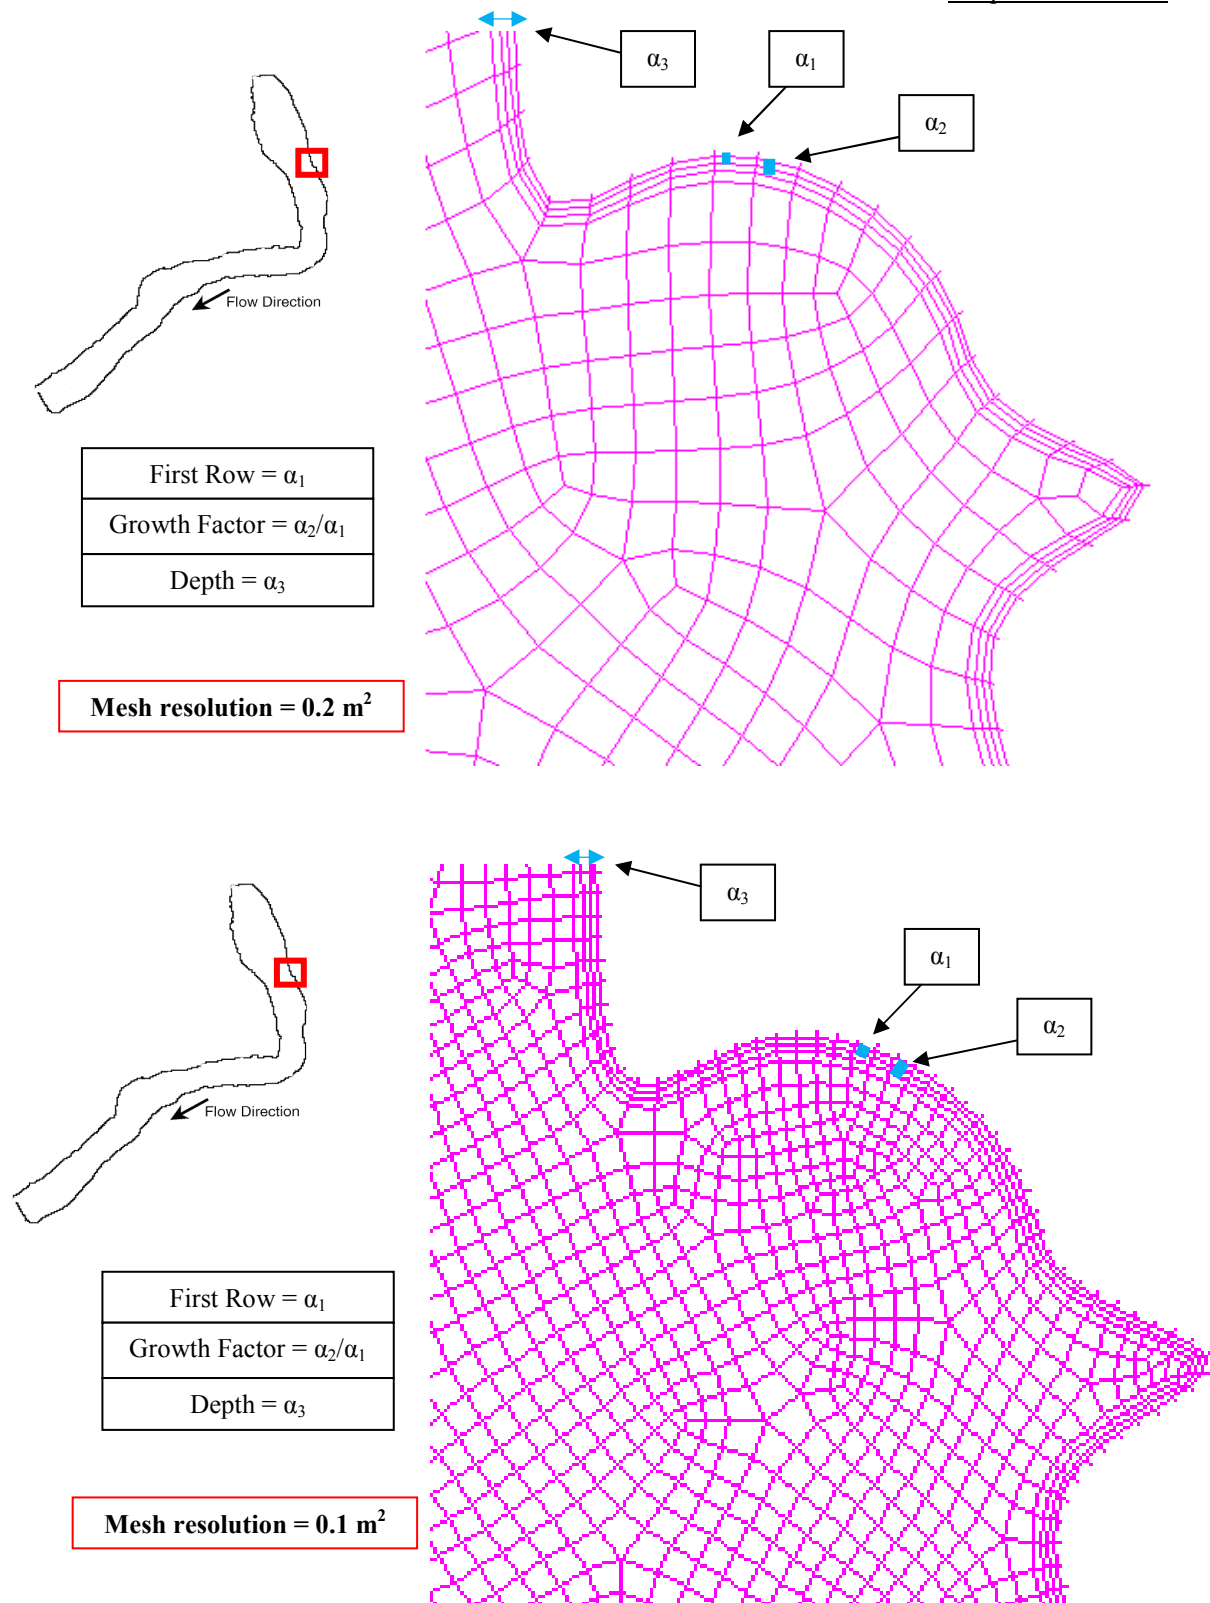 α₃
α₁
α₂
Flow Direction
First Row = α₁
Growth Factor = α₂/α₁
Depth = α₃
Mesh resolution = 0.2 m²
α₃
α₁
α₂
Flow Direction
First Row = α₁
Growth Factor = α₂/α₁
Depth = α₃
Mesh resolution = 0.1 m²